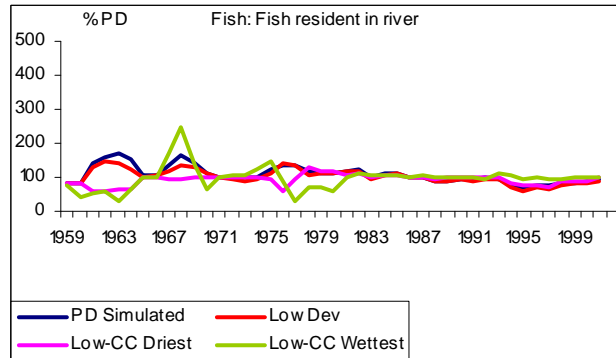 %PD Fish: Fish resident in river
500
400
300
200
100
0
1959 1963 1967 1971 1975 1979 1983 1987 1991 1995 1999
PD Simulated Low Dev
Low-CC Driest Low-CC Wettest